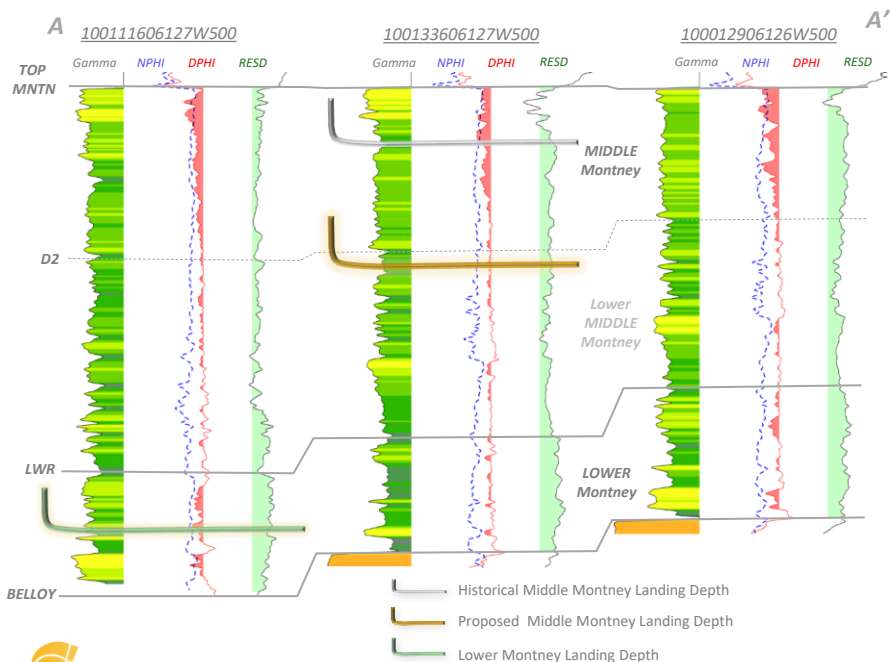 A
A'
100111606127W500
100133606127W500
100012906126W500
Gamma NPHI DPHI RESD
Gamma NPHI DPHI RESD
Gamma NPHI DPHI RESD
TOP
MNTN
MIDDLE
Montney
D2
Lower
MIDDLE
Montney
LWR
LOWER
Montney
BELLOY
Historical Middle Montney Landing Depth
Proposed Middle Montney Landing Depth
Lower Montney Landing Depth